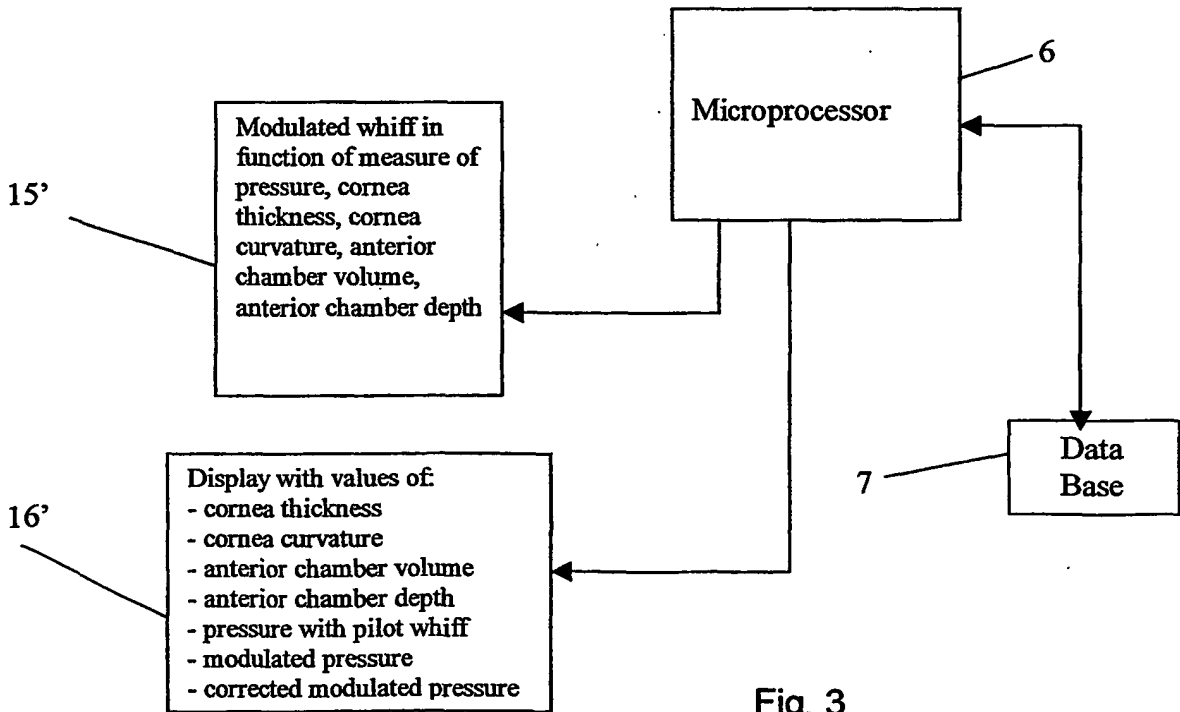 Microprocessor
6
Modulated whiff in
function of measure of
pressure, cornea
thickness, cornea
curvature, anterior
chamber volume,
anterior chamber depth
15’
Data
Base
7
Display with values of:
- cornea thickness
- cornea curvature
- anterior chamber volume
- anterior chamber depth
- pressure with pilot whiff
- modulated pressure
- corrected modulated pressure
16’
Fig. 3